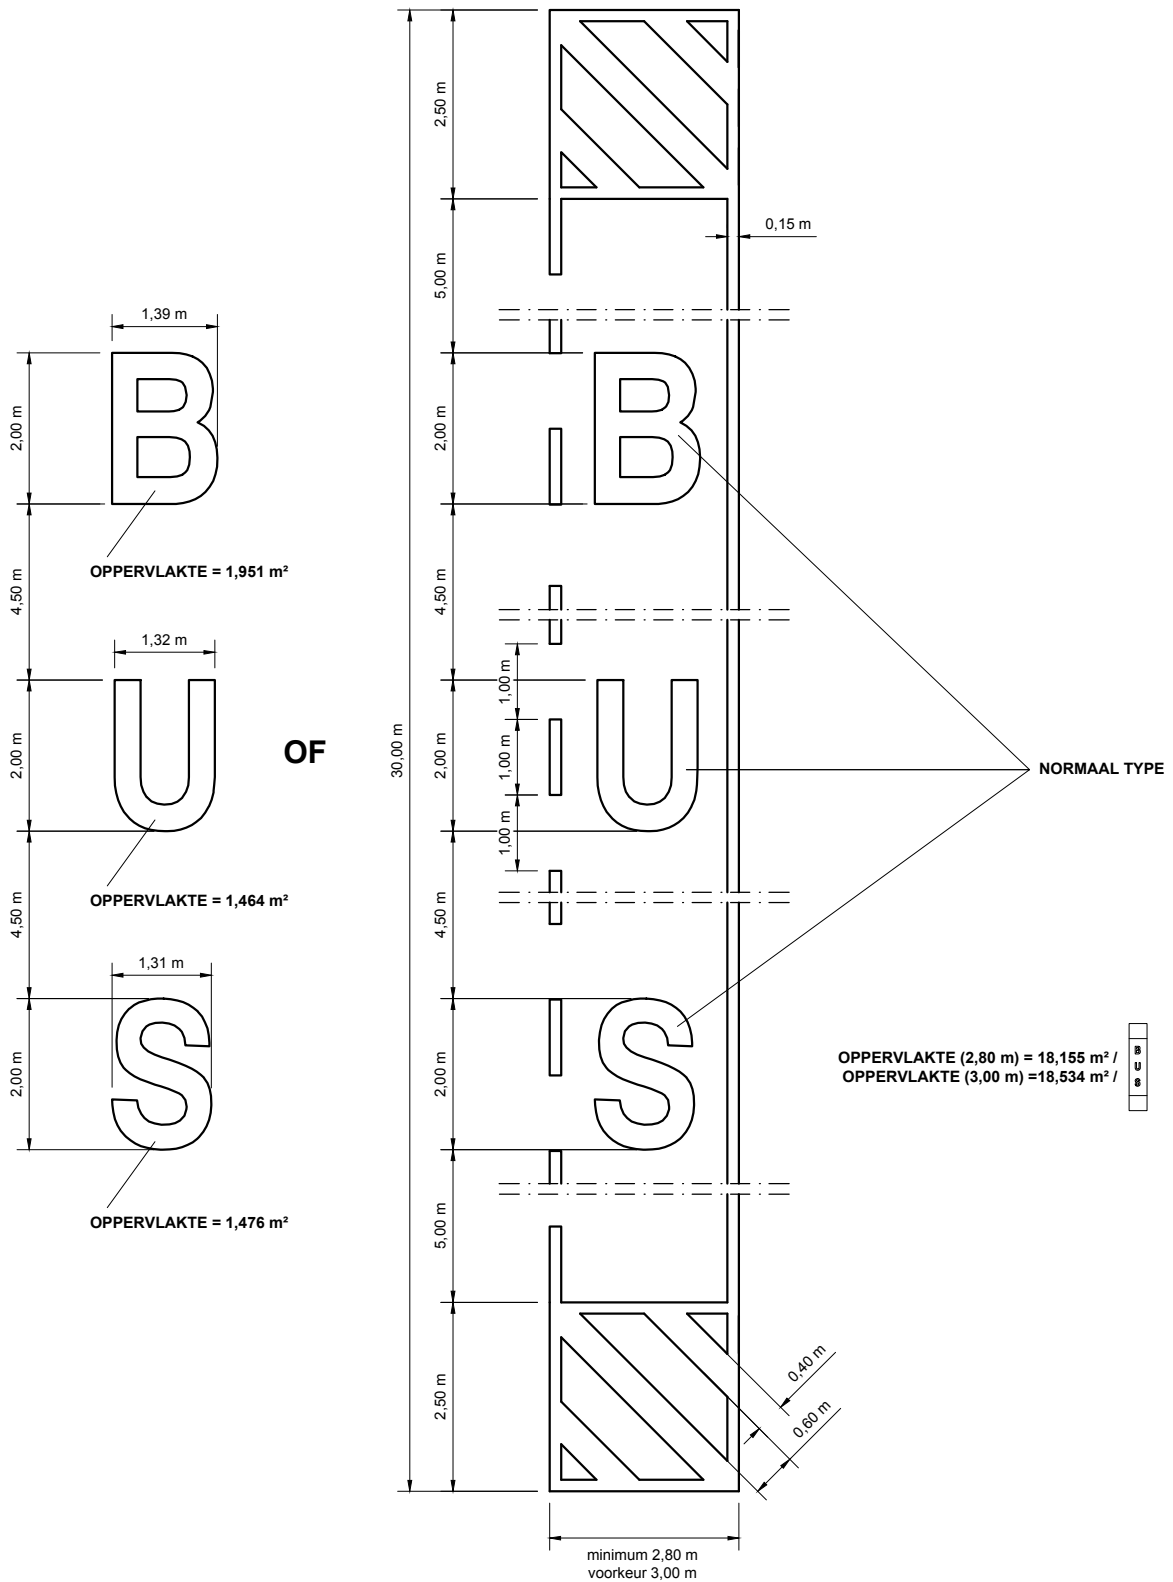 2,50 m
0,15 m
5,00 m
1,39 m
B
2,00 m
2,00 m
B
OPPERVLAKTE = 1,951 m²
4,50 m
4,50 m
1,32 m
1,00 m
U
2,00 m
OF
30,00 m
2,00 m
1,00 m
U
NORMAAL TYPE
1,00 m
OPPERVLAKTE = 1,464 m²
4,50 m
4,50 m
1,31 m
S
2,00 m
2,00 m
S
OPPERVLAKTE (2,80 m) = 18,155 m² /
OPPERVLAKTE (3,00 m) =18,534 m² /
B
U
S
OPPERVLAKTE = 1,476 m²
5,00 m
2,50 m
0,40 m
0,60 m
minimum 2,80 m
voorkeur 3,00 m